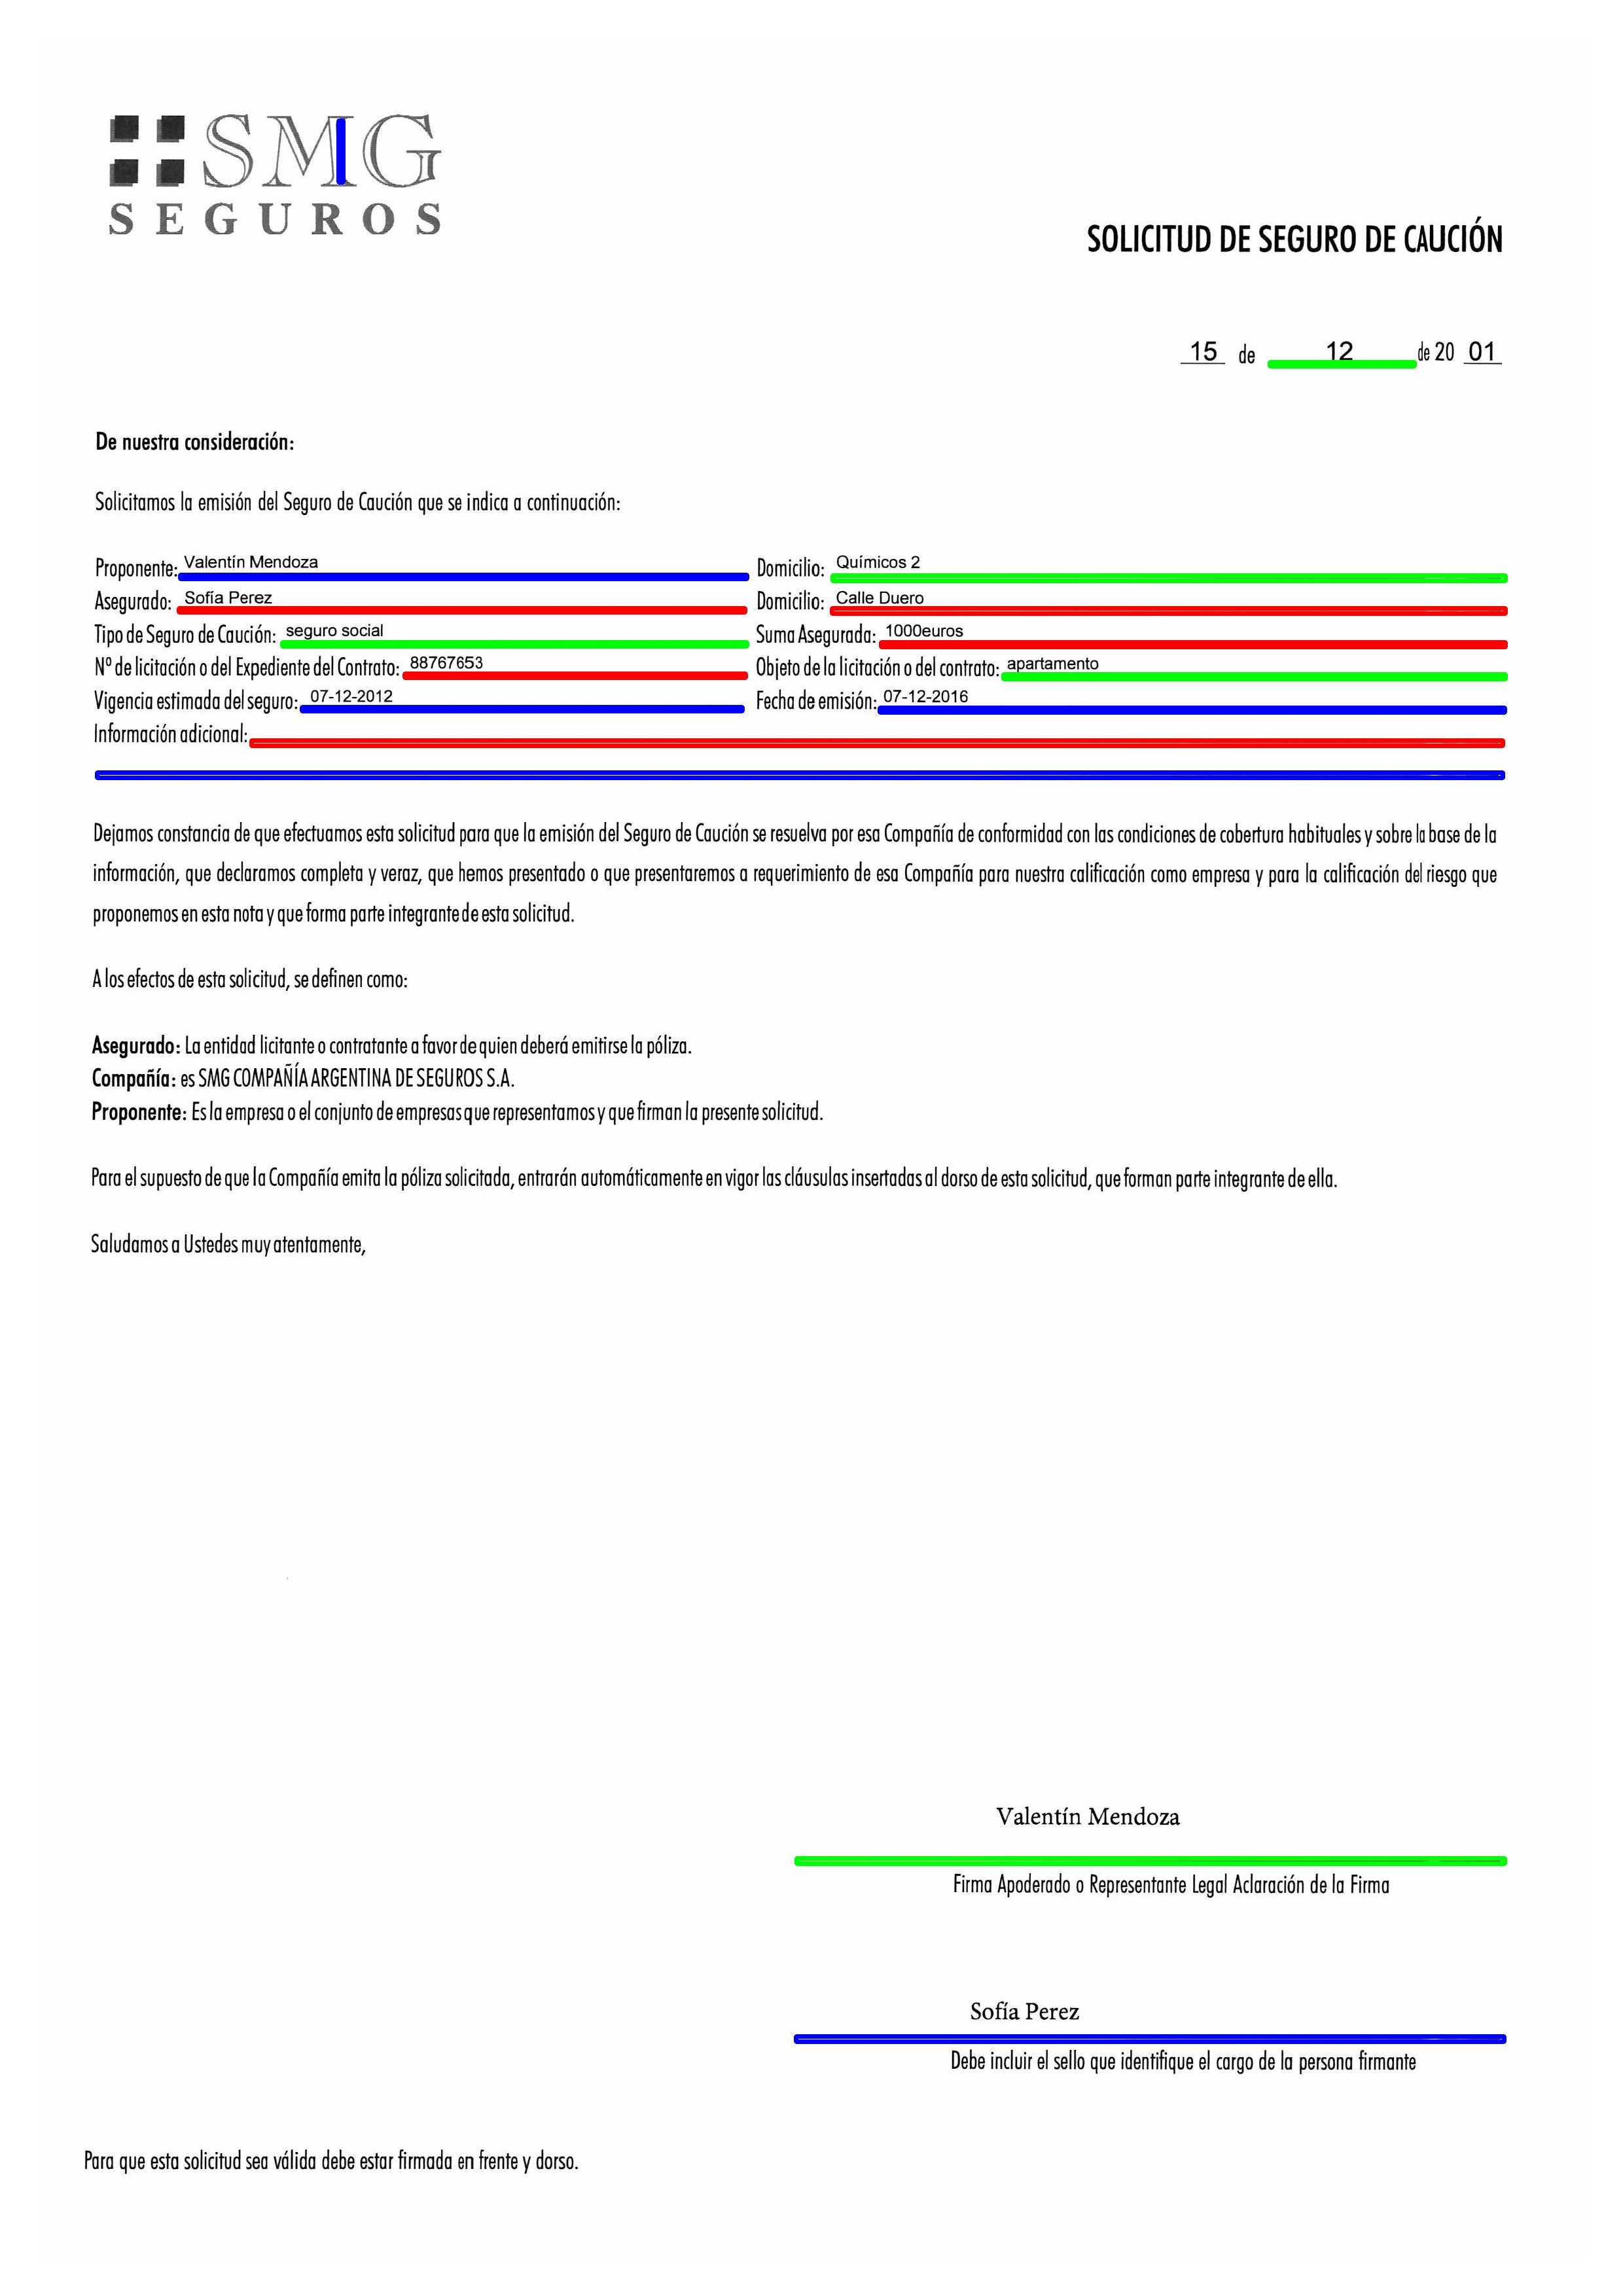 SMG
SEGUROS
SOLICITUD DE SEGURO DE CAUCIÓN
15 de 12 de 20 01
De nuestra consideración:
Solicitamos la emisión del Seguro de Caución que se indica a continuación:
Proponente: Valentín Mendoza Domicilio: Químicos 2
Asegurado: Sofía Perez Domicilio: Calle Duero
Tipo de Seguro de Caución: seguro social Suma Asegurada: 1000euros
Nº de licitación o del Expediente del Contrato: 88767653 Objeto de la licitación o del contrato: apartamento
Vigencia estimada del seguro: 07-12-2012 Fecha de emisión: 07-12-2016
Información adicional:
Dejamos constancia de que efectuamos esta solicitud para que la emisión del Seguro de Caución se resuelva por esa Compañía de conformidad con las condiciones de cobertura habituales y sobre la base de la
información, que declaramos completa y veraz, que hemos presentado o que presentaremos a requerimiento de esa Compañía para nuestra calificación como empresa y para la calificación del riesgo que
proponemos en esta nota y que forma parte integrante de esta solicitud.
A los efectos de esta solicitud, se definen como:
Asegurado: La entidad licitante o contratante a favor de quien deberá emitirse la póliza.
Compañía: es SMG COMPAÑÍA ARGENTINA DE SEGUROS S.A.
Proponente: Es la empresa o el conjunto de empresas que representamos y que firman la presente solicitud.
Para el supuesto de que la Compañía emita la póliza solicitada, entrarán automáticamente en vigor las cláusulas insertadas al dorso de esta solicitud, que forman parte integrante de ella.
Saludamos a Ustedes muy atentamente,
Valentín Mendoza
Firma Apoderado o Representante Legal Aclaración de la Firma
Sofía Perez
Debe incluir el sello que identifique el cargo de la persona firmante
Para que esta solicitud sea válida debe estar firmada en frente y dorso.